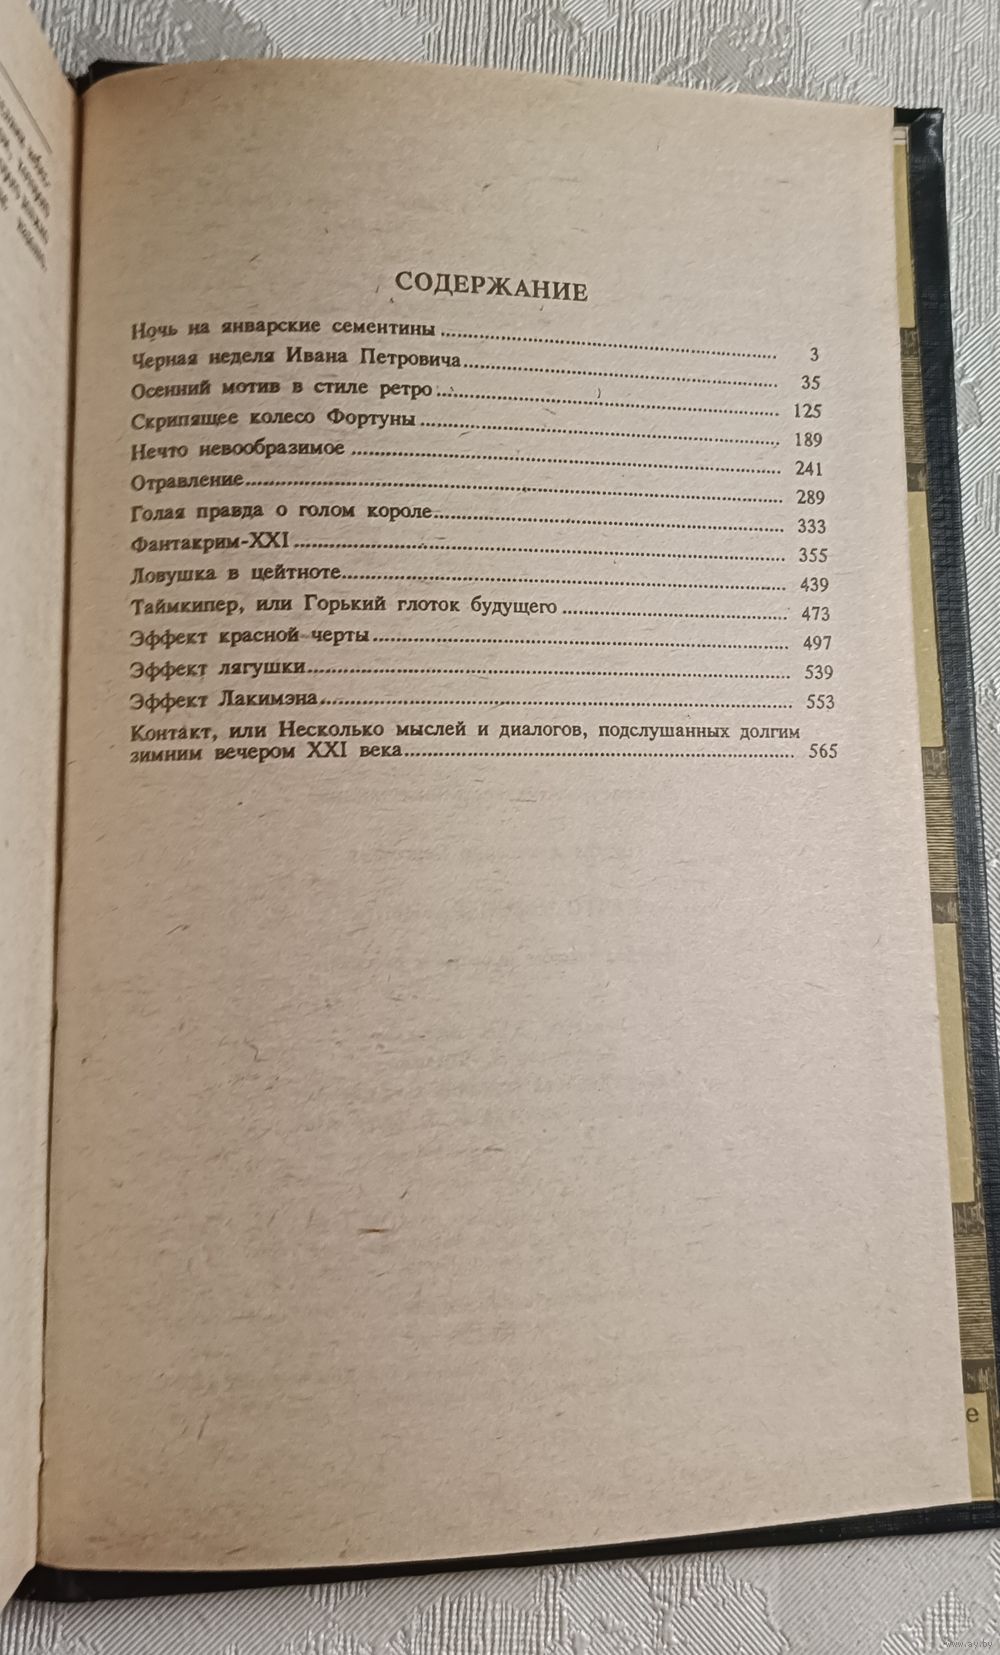 СОДЕРЖАНИЕ
Ночь на январские сементины ........ 3
Черная неделя Ивана Петровича ........ 35
Осенний мотив в стиле ретро ........ 125
Скрипящее колесо Фортуны ........ 189
Нечто невообразимое ........ 241
Отравление ........ 289
Голая правда о голом короле ........ 333
Фантакрим-XXI ........ 355
Ловушка в цейтноте ........ 439
Таймкипер, или Горький глоток будущего ........ 473
Эффект красной черты ........ 497
Эффект лягушки ........ 539
Эффект Лакимэна ........ 553
Контакт, или Несколько мыслей и диалогов, подслушанных долгим
зимним вечером XXI века ........ 565
е
www.ay.by